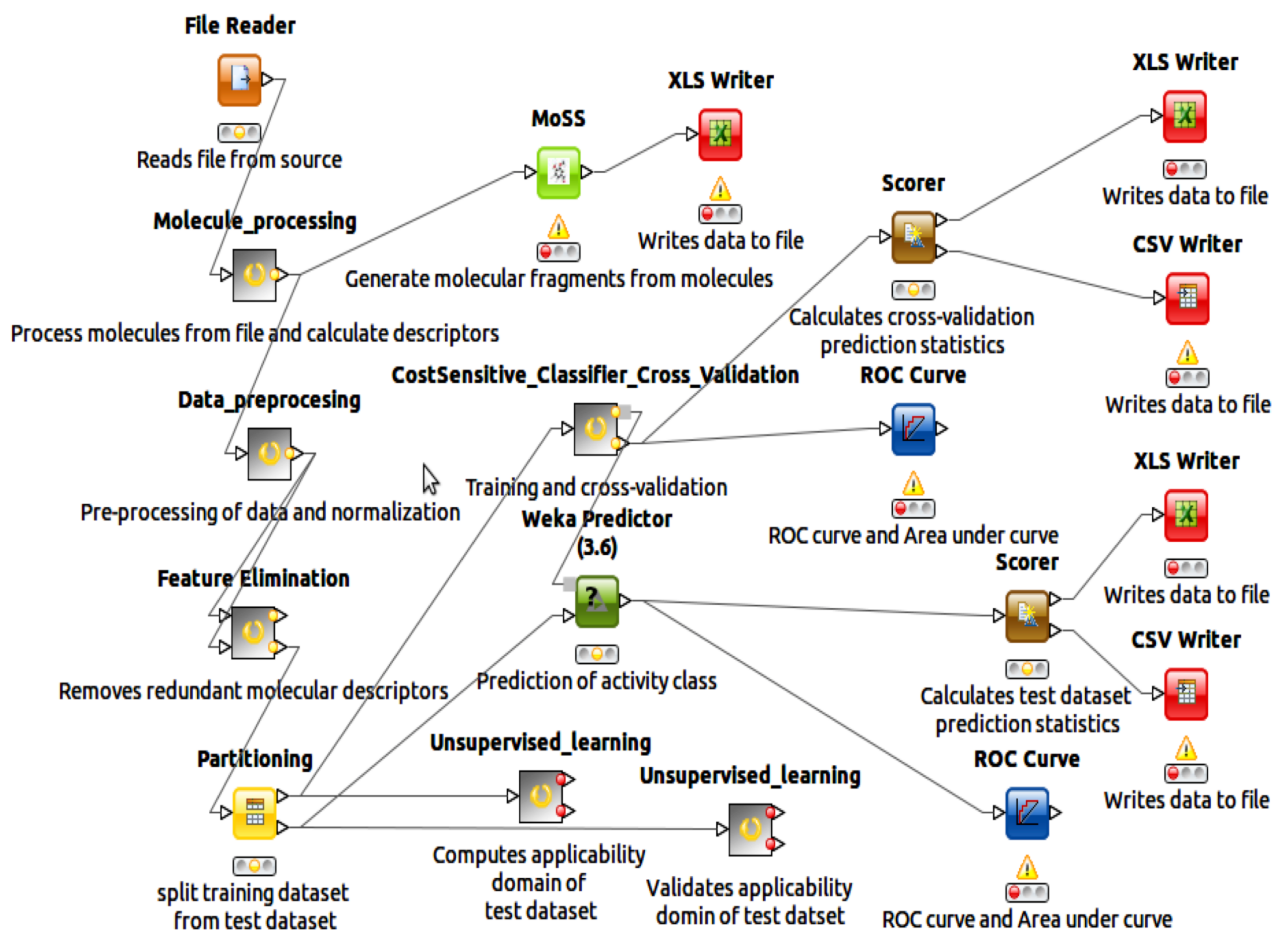 File Reader
Reads file from source
Molecule_processing
Process molecules from file and calculate descriptors
MoSS
Generate molecular fragments from molecules
XLS Writer
Writes data to file
Data_preprocesing
Pre-processing of data and normalization
Feature Elimination
Removes redundant molecular descriptors
Partitioning
split training dataset
from test dataset
CostSensitive_Classifier_Cross_Validation
Training and cross-validation
Weka Predictor
(3.6)
?
Prediction of activity class
Unsupervised_learning
Computes applicability
domain of
test dataset
Unsupervised_learning
Validates applicability
domin of test datset
Scorer
Calculates cross-validation
prediction statistics
XLS Writer
Writes data to file
CSV Writer
Writes data to file
ROC Curve
ROC curve and Area under curve
Scorer
Calculates test dataset
prediction statistics
XLS Writer
Writes data to file
CSV Writer
Writes data to file
ROC Curve
ROC curve and Area under curve